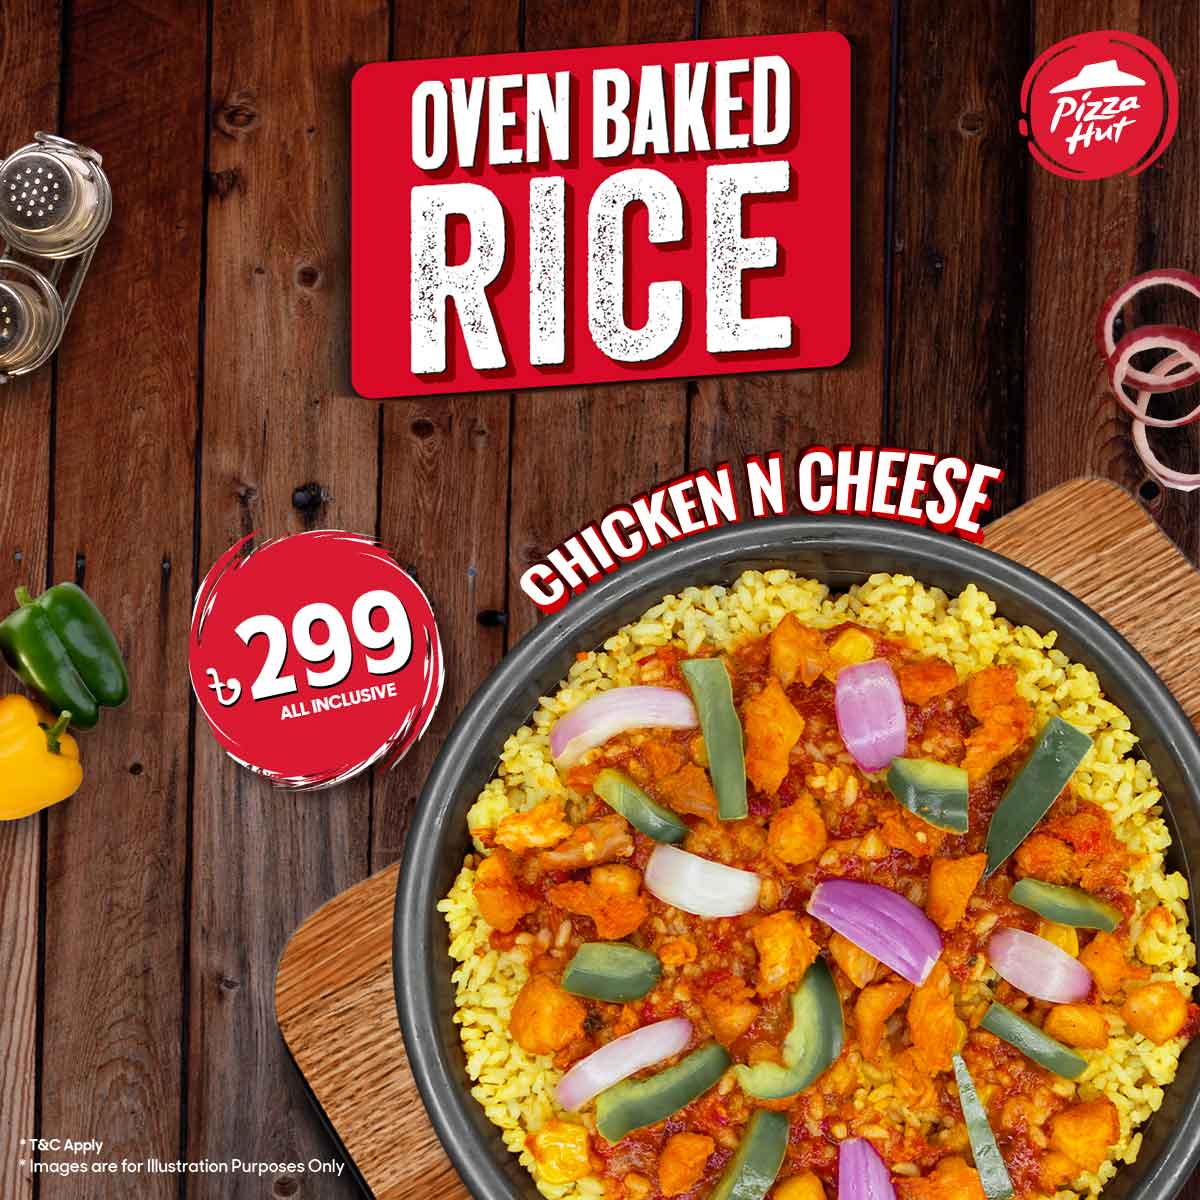 OVEN BAKED
RICE
Pizza
Hut
CHICKEN N CHEESE
৳299
ALL INCLUSIVE
* T&C Apply
* Images are for Illustration Purposes Only